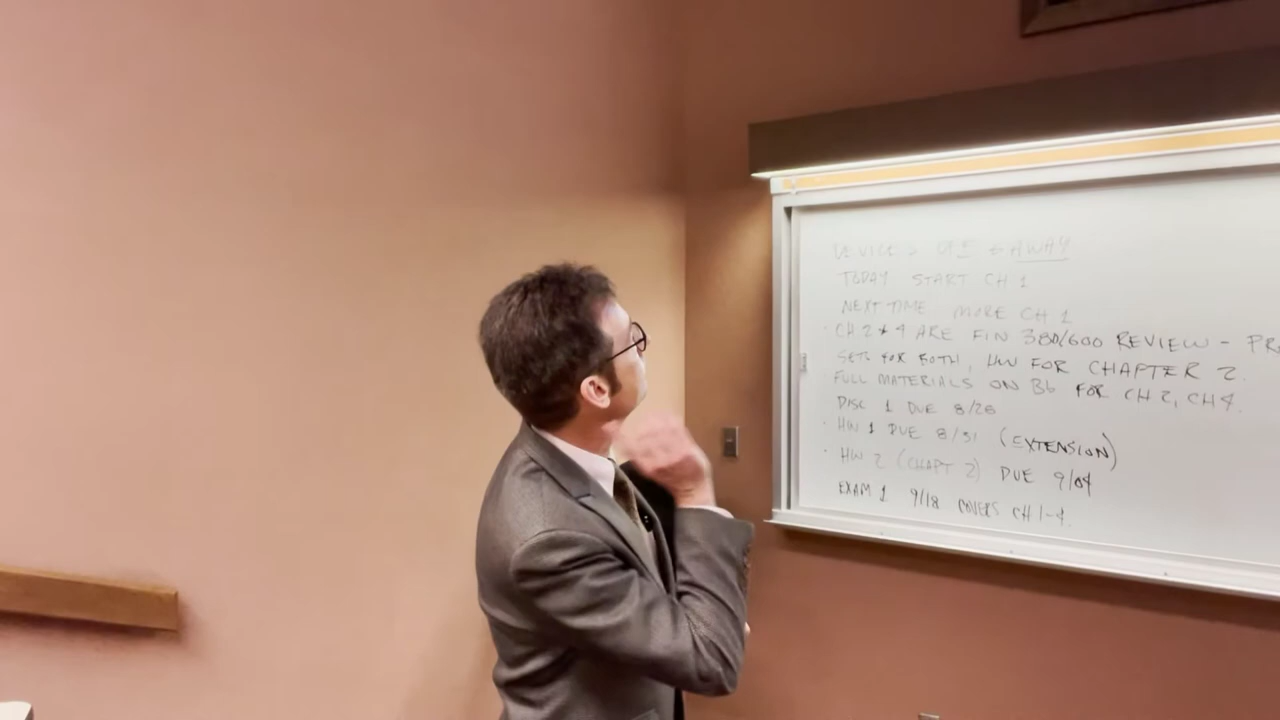 DEVICES OFF & AWAY
TODAY START CH 1
NEXT TIME MORE CH 1
CH 2 & 4 ARE FIN 380/600 REVIEW - PR
SETS FOR BOTH, HW FOR CHAPTER 2.
FULL MATERIALS ON Bb FOR CH 2, CH 4.
DISC 1 DUE 8/28
HW 1 DUE 8/31 (EXTENSION)
HW 2 (CHAPT 2) DUE 9/04
EXAM 1 9/18 COVERS CH 1-4.